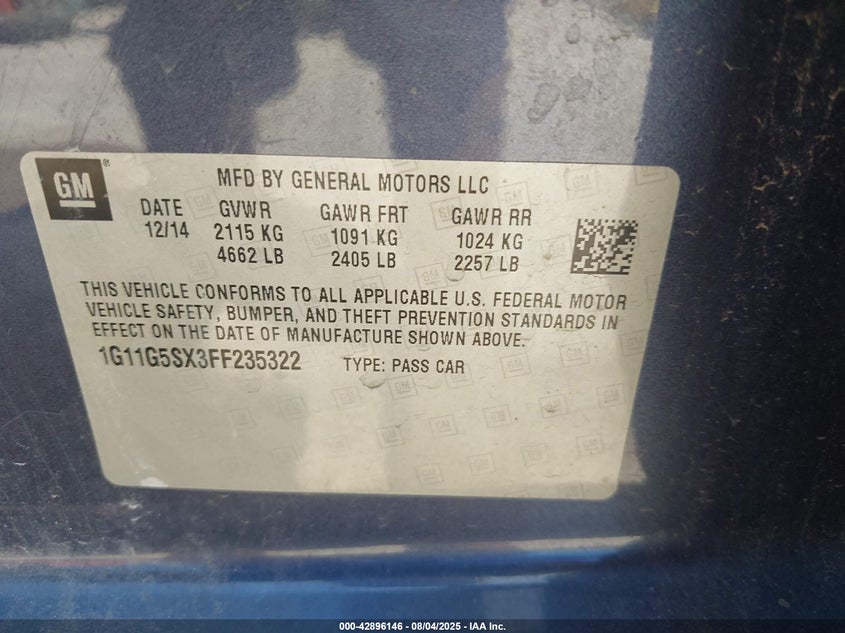 GM
MFD BY GENERAL MOTORS LLC
DATE GVWR GAWR FRT GAWR RR
12/14 2115 KG 1091 KG 1024 KG
4662 LB 2405 LB 2257 LB
THIS VEHICLE CONFORMS TO ALL APPLICABLE U.S. FEDERAL MOTOR
VEHICLE SAFETY, BUMPER, AND THEFT PREVENTION STANDARDS IN
EFFECT ON THE DATE OF MANUFACTURE SHOWN ABOVE.
1G11G5SX3FF235322 TYPE: PASS CAR
000-42896146 - 08/04/2025 - IAA Inc.